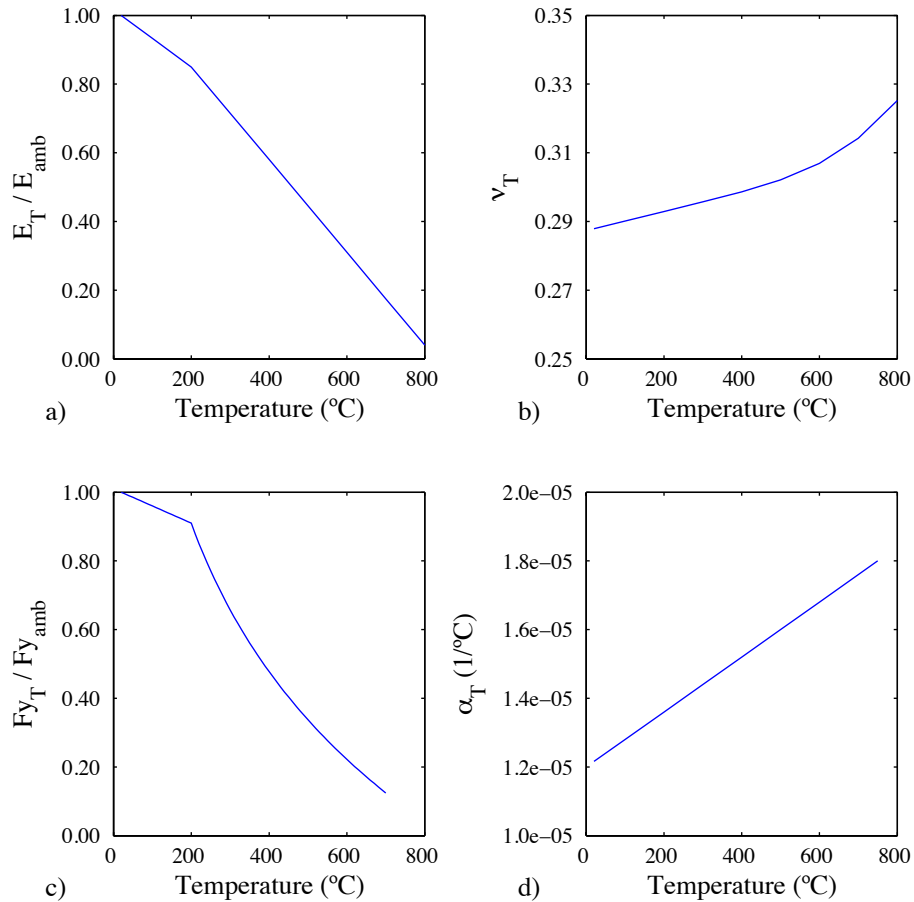 1.00
0.80
0.60
0.40
0.20
0.00
E_T / E_amb
0 200 400 600 800
a) Temperature (ºC)
0.35
0.33
0.31
0.29
0.27
0.25
ν_T
0 200 400 600 800
b) Temperature (ºC)
1.00
0.80
0.60
0.40
0.20
0.00
Fy_T / Fy_amb
0 200 400 600 800
c) Temperature (ºC)
2.0e−05
1.8e−05
1.6e−05
1.4e−05
1.2e−05
1.0e−05
α_T (1/ºC)
0 200 400 600 800
d) Temperature (ºC)